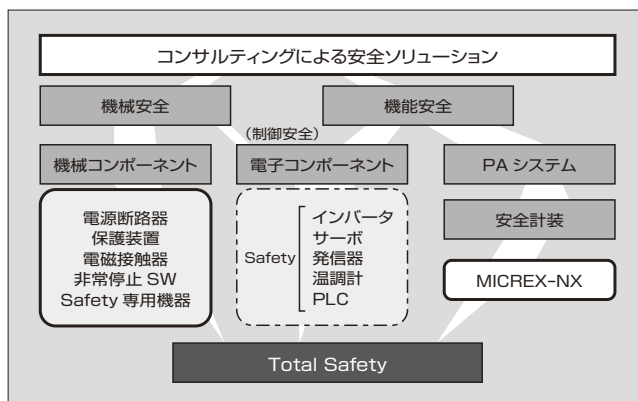 コンサルティングによる安全ソリューション
機械安全
機能安全
（制御安全）
機械コンポーネント
電子コンポーネント
PA システム
電源断路器
保護装置
電磁接触器
非常停止 SW
Safety 専用機器
Safety
インバータ
サーボ
発信器
温調計
PLC
安全計装
MICREX-NX
Total Safety